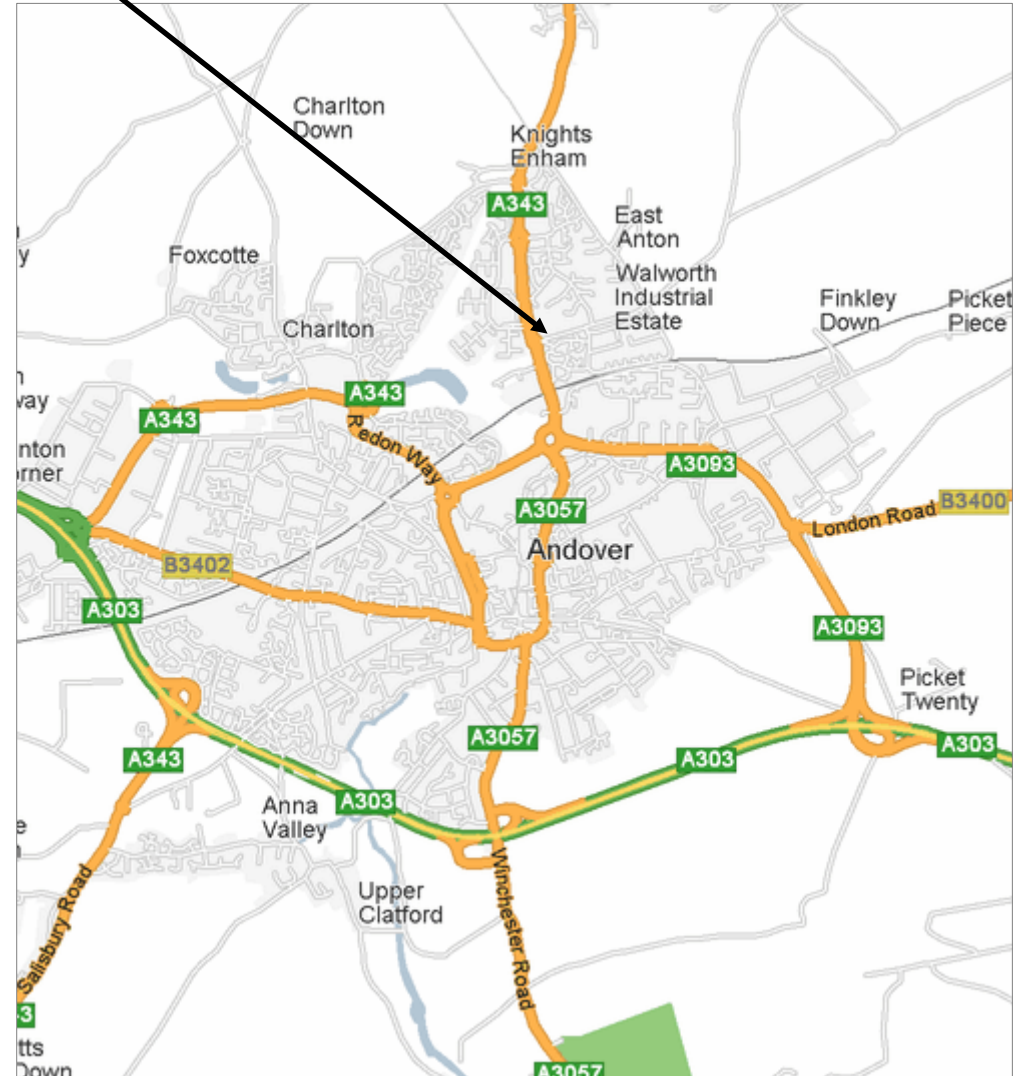 Charlton
Down
Knights
Enham
A343
East
Anton
Foxcotte
Walworth
Industrial
Estate
Finkley
Down
Picket
Piece
Charlton
A343
A343
Redon Way
A3093
A3057
B3400
London Road
Andover
B3402
A303
A3093
Picket
Twenty
A3057
A303
A303
A343
A303
Anna
Valley
Upper
Clatford
Winchester Road
Salisbury Road
A3057